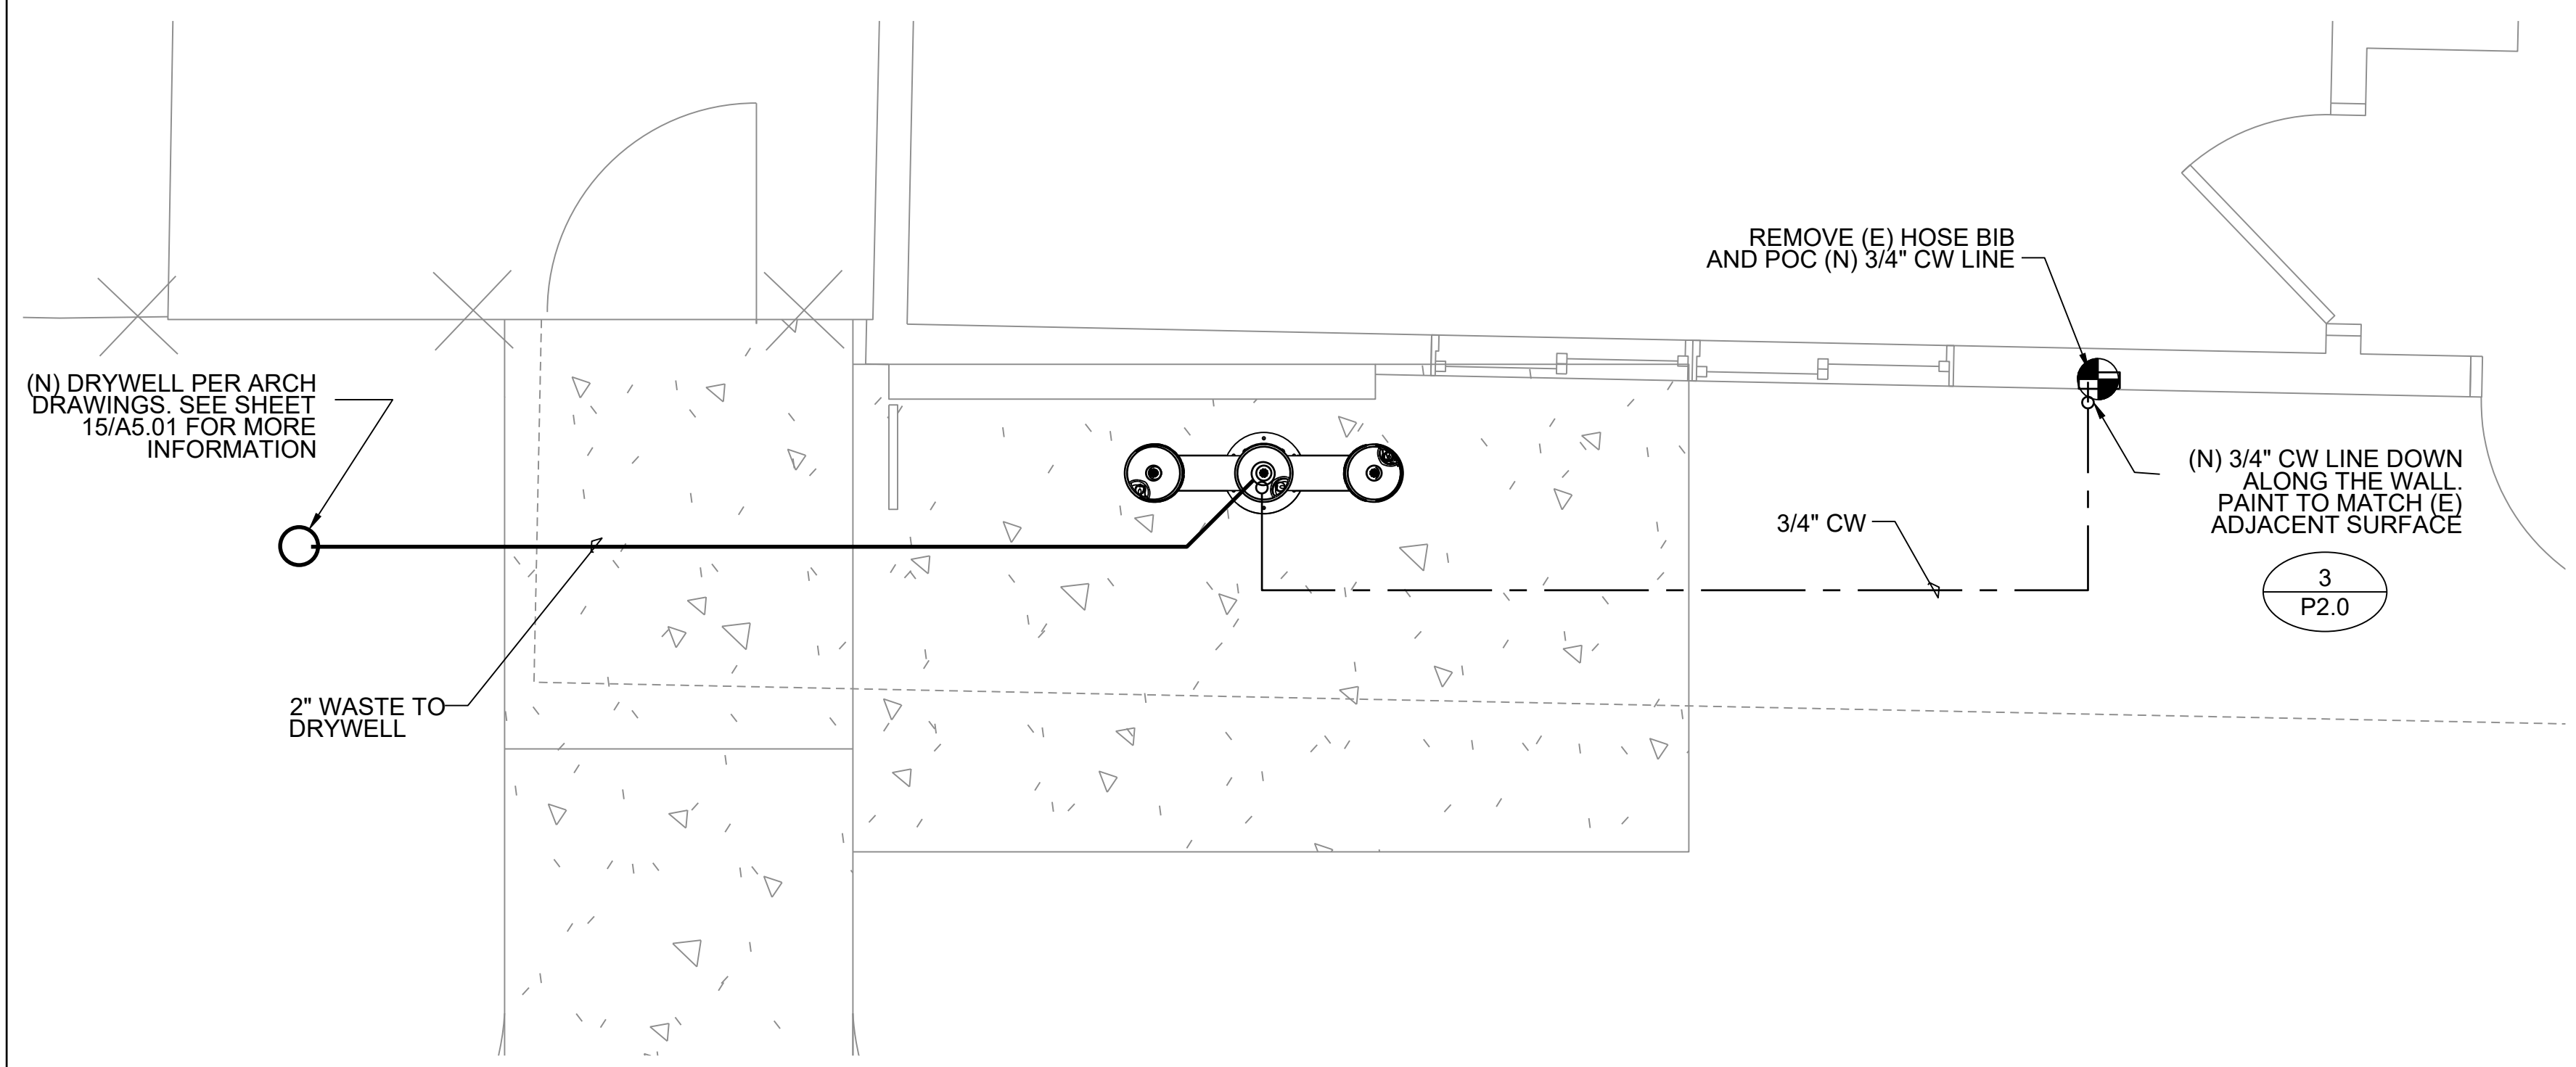 REMOVE (E) HOSE BIB
AND POC (N) 3/4" CW LINE
(N) DRYWELL PER ARCH
DRAWINGS. SEE SHEET
15/A5.01 FOR MORE
INFORMATION
(N) 3/4" CW LINE DOWN
ALONG THE WALL.
PAINT TO MATCH (E)
ADJACENT SURFACE
3/4" CW
3
P2.0
2" WASTE TO
DRYWELL